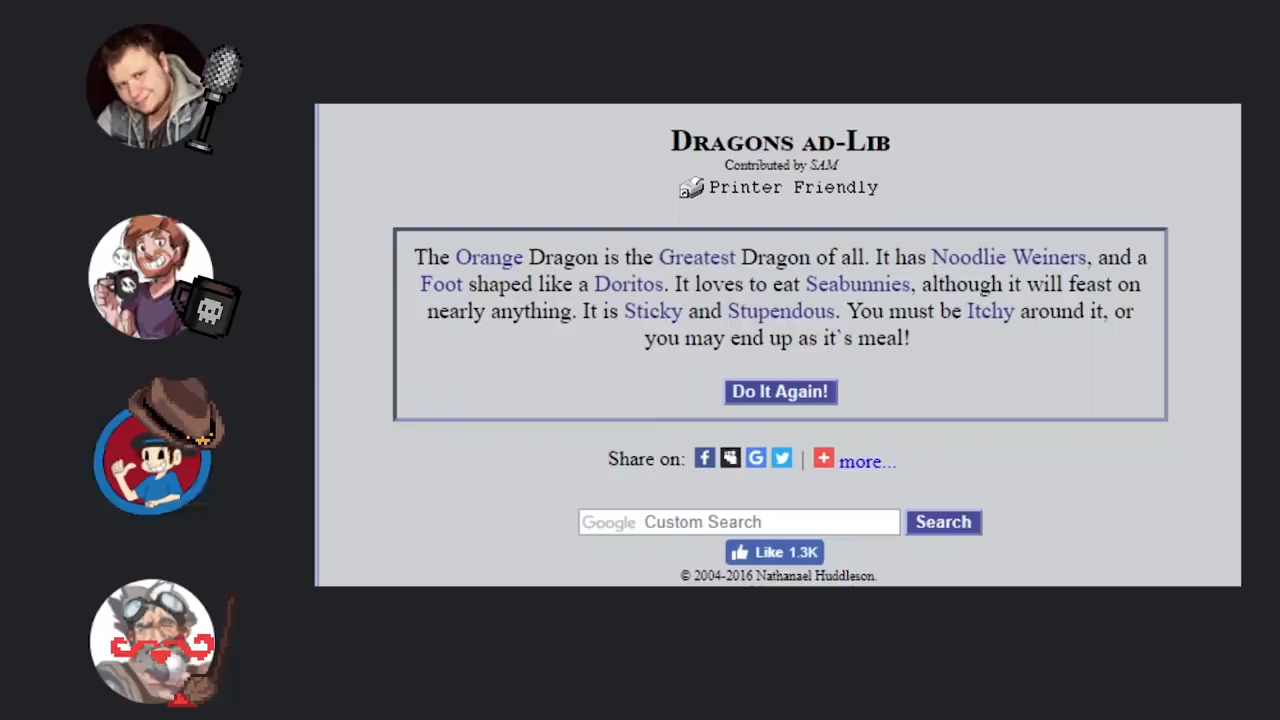 Dragons ad-Lib
Contributed by SAM
Printer Friendly
The Orange Dragon is the Greatest Dragon of all. It has Noodlie Weiners, and a
Foot shaped like a Doritos. It loves to eat Seabunnies, although it will feast on
nearly anything. It is Sticky and Stupendous. You must be Itchy around it, or
you may end up as it`s meal!
Do It Again!
Share on: | more...
Google Custom Search Search
Like 1.3K
© 2004-2016 Nathanael Huddleson.